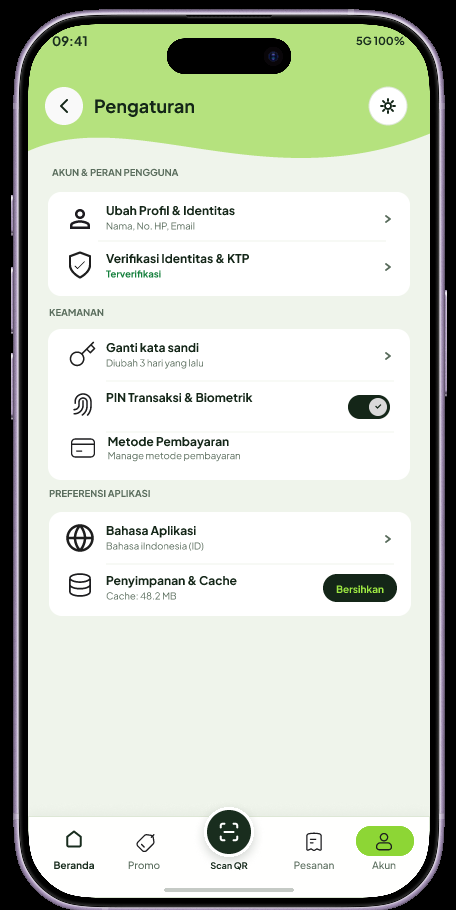 09:41
5G 100%
Pengaturan
AKUN & PERAN PENGGUNA
Ubah Profil & Identitas
Nama, No. HP, Email
Verifikasi Identitas & KTP
Terverifikasi
KEAMANAN
Ganti kata sandi
Diubah 3 hari yang lalu
PIN Transaksi & Biometrik
Metode Pembayaran
Manage metode pembayaran
PREFERENSI APLIKASI
Bahasa Aplikasi
Bahasa iIndonesia (ID)
Penyimpanan & Cache
Cache: 48.2 MB
Bersihkan
Beranda
Promo
Scan QR
Pesanan
Akun